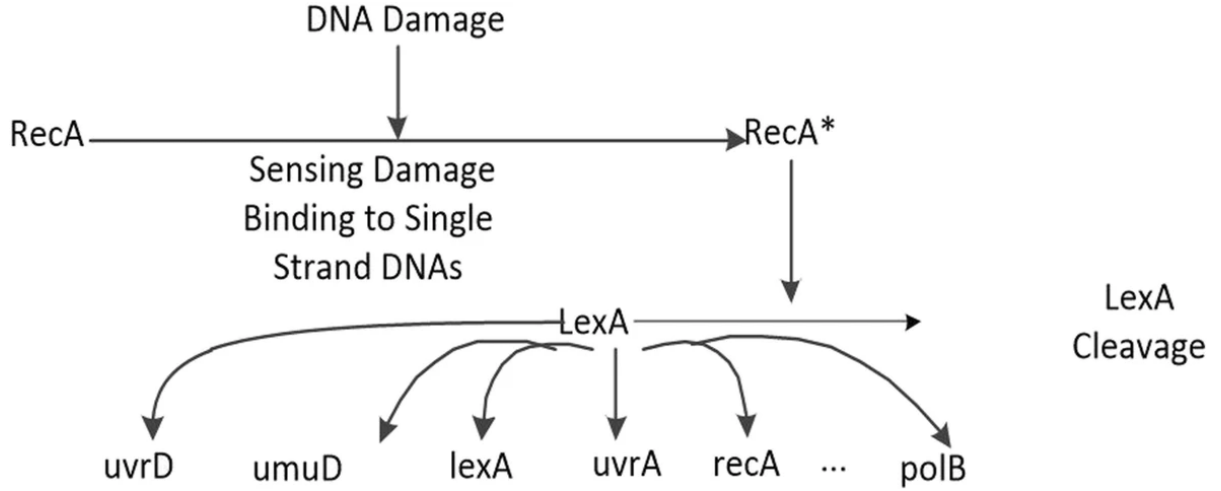 DNA Damage
RecA
RecA*
Sensing Damage
Binding to Single
Strand DNAs
LexA
LexA
Cleavage
uvrD umuD lexA uvrA recA ... polB